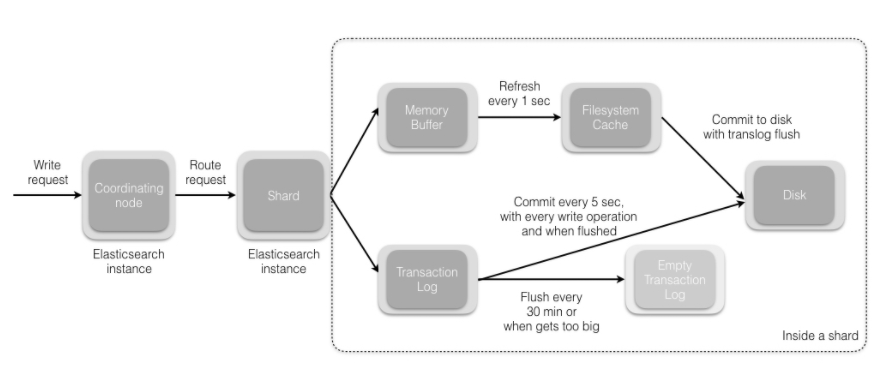 Write
request
Coordinating
node
Elasticsearch
instance
Route
request
Shard
Elasticsearch
instance
Memory
Buffer
Refresh
every 1 sec
Filesystem
Cache
Commit to disk
with translog flush
Disk
Commit every 5 sec,
with every write operation
and when flushed
Transaction
Log
Flush every
30 min or
when gets too big
Empty
Transaction
Log
Inside a shard